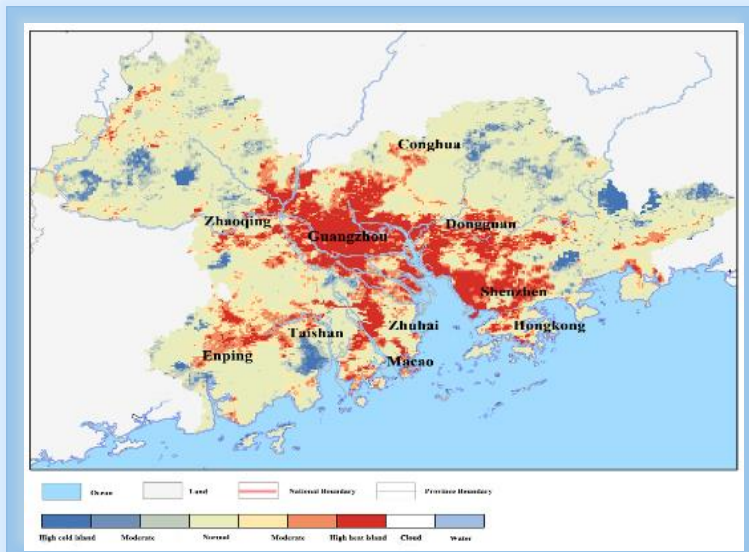 Conghua
Zhaoqing
Dongguan
Guangzhou
Shenzhen
Zhuhai
Hongkong
Taishan
Enping
Macao
Ocean Land National Boundary Province Boundary
High cold island Moderate Normal Moderate High heat island Cloud Water